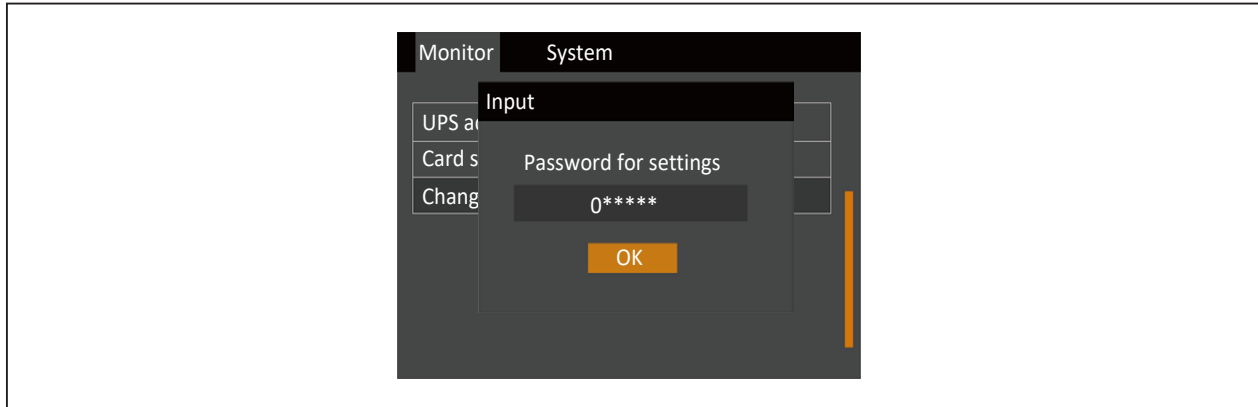 Monitor System
Input
UPS a
Card s
Password for settings
Chang
0*****
OK